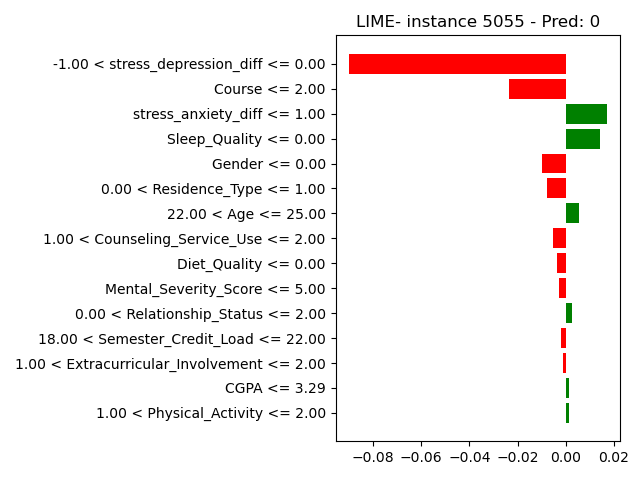 LIME- instance 5055 - Pred: 0
-1.00 < stress_depression_diff <= 0.00
Course <= 2.00
stress_anxiety_diff <= 1.00
Sleep_Quality <= 0.00
Gender <= 0.00
0.00 < Residence_Type <= 1.00
22.00 < Age <= 25.00
1.00 < Counseling_Service_Use <= 2.00
Diet_Quality <= 0.00
Mental_Severity_Score <= 5.00
0.00 < Relationship_Status <= 2.00
18.00 < Semester_Credit_Load <= 22.00
1.00 < Extracurricular_Involvement <= 2.00
CGPA <= 3.29
1.00 < Physical_Activity <= 2.00
−0.08 −0.06 −0.04 −0.02 0.00 0.02